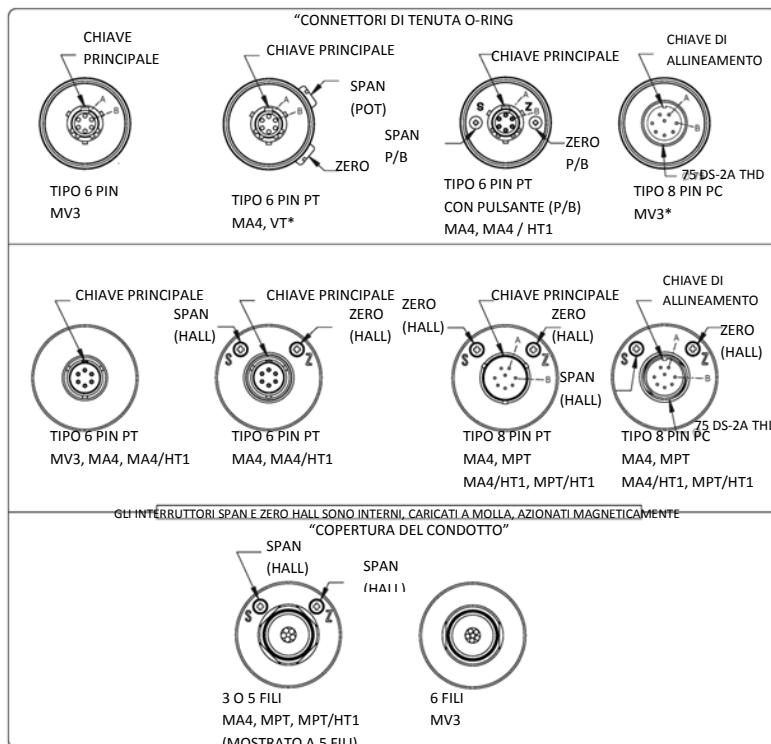 “CONNETTORI DI TENUTA O-RING
CHIAVE
PRINCIPALE
A
B
TIPO 6 PIN
MV3
CHIAVE PRINCIPALE
A
B
SPAN
(POT)
ZERO
TIPO 6 PIN PT
MA4, VT*
CHIAVE PRINCIPALE
S
A
Z
B
SPAN
P/B
ZERO
P/B
TIPO 6 PIN PT
CON PULSANTE (P/B)
MA4, MA4 / HT1
CHIAVE DI
ALLINEAMENTO
A
B
75 DS-2A THD
TIPO 8 PIN PC
MV3*
CHIAVE PRINCIPALE
TIPO 6 PIN PT
MV3, MA4, MA4/HT1
CHIAVE PRINCIPALE
SPAN
(HALL)
ZERO
(HALL)
S
Z
TIPO 6 PIN PT
MA4, MA4/HT1
CHIAVE PRINCIPALE
ZERO
(HALL)
ZERO
(HALL)
S
A
Z
B
SPAN
(HALL)
TIPO 8 PIN PT
MA4, MPT
MA4/HT1, MPT/HT1
CHIAVE DI
ALLINEAMENTO
ZERO
(HALL)
S
A
Z
B
75 DS-2A THD
TIPO 8 PIN PC
MA4, MPT
MA4/HT1, MPT/HT1
GLI INTERRUTTORI SPAN E ZERO HALL SONO INTERNI, CARICATI A MOLLA, AZIONATI MAGNETICAMENTE
“COPERTURA DEL CONDOTTO”
SPAN
(HALL)
SPAN
(HALL)
S
Z
3 O 5 FILI
MA4, MPT, MPT/HT1
(MOSTRATO A 5 FILI)
6 FILI
MV3